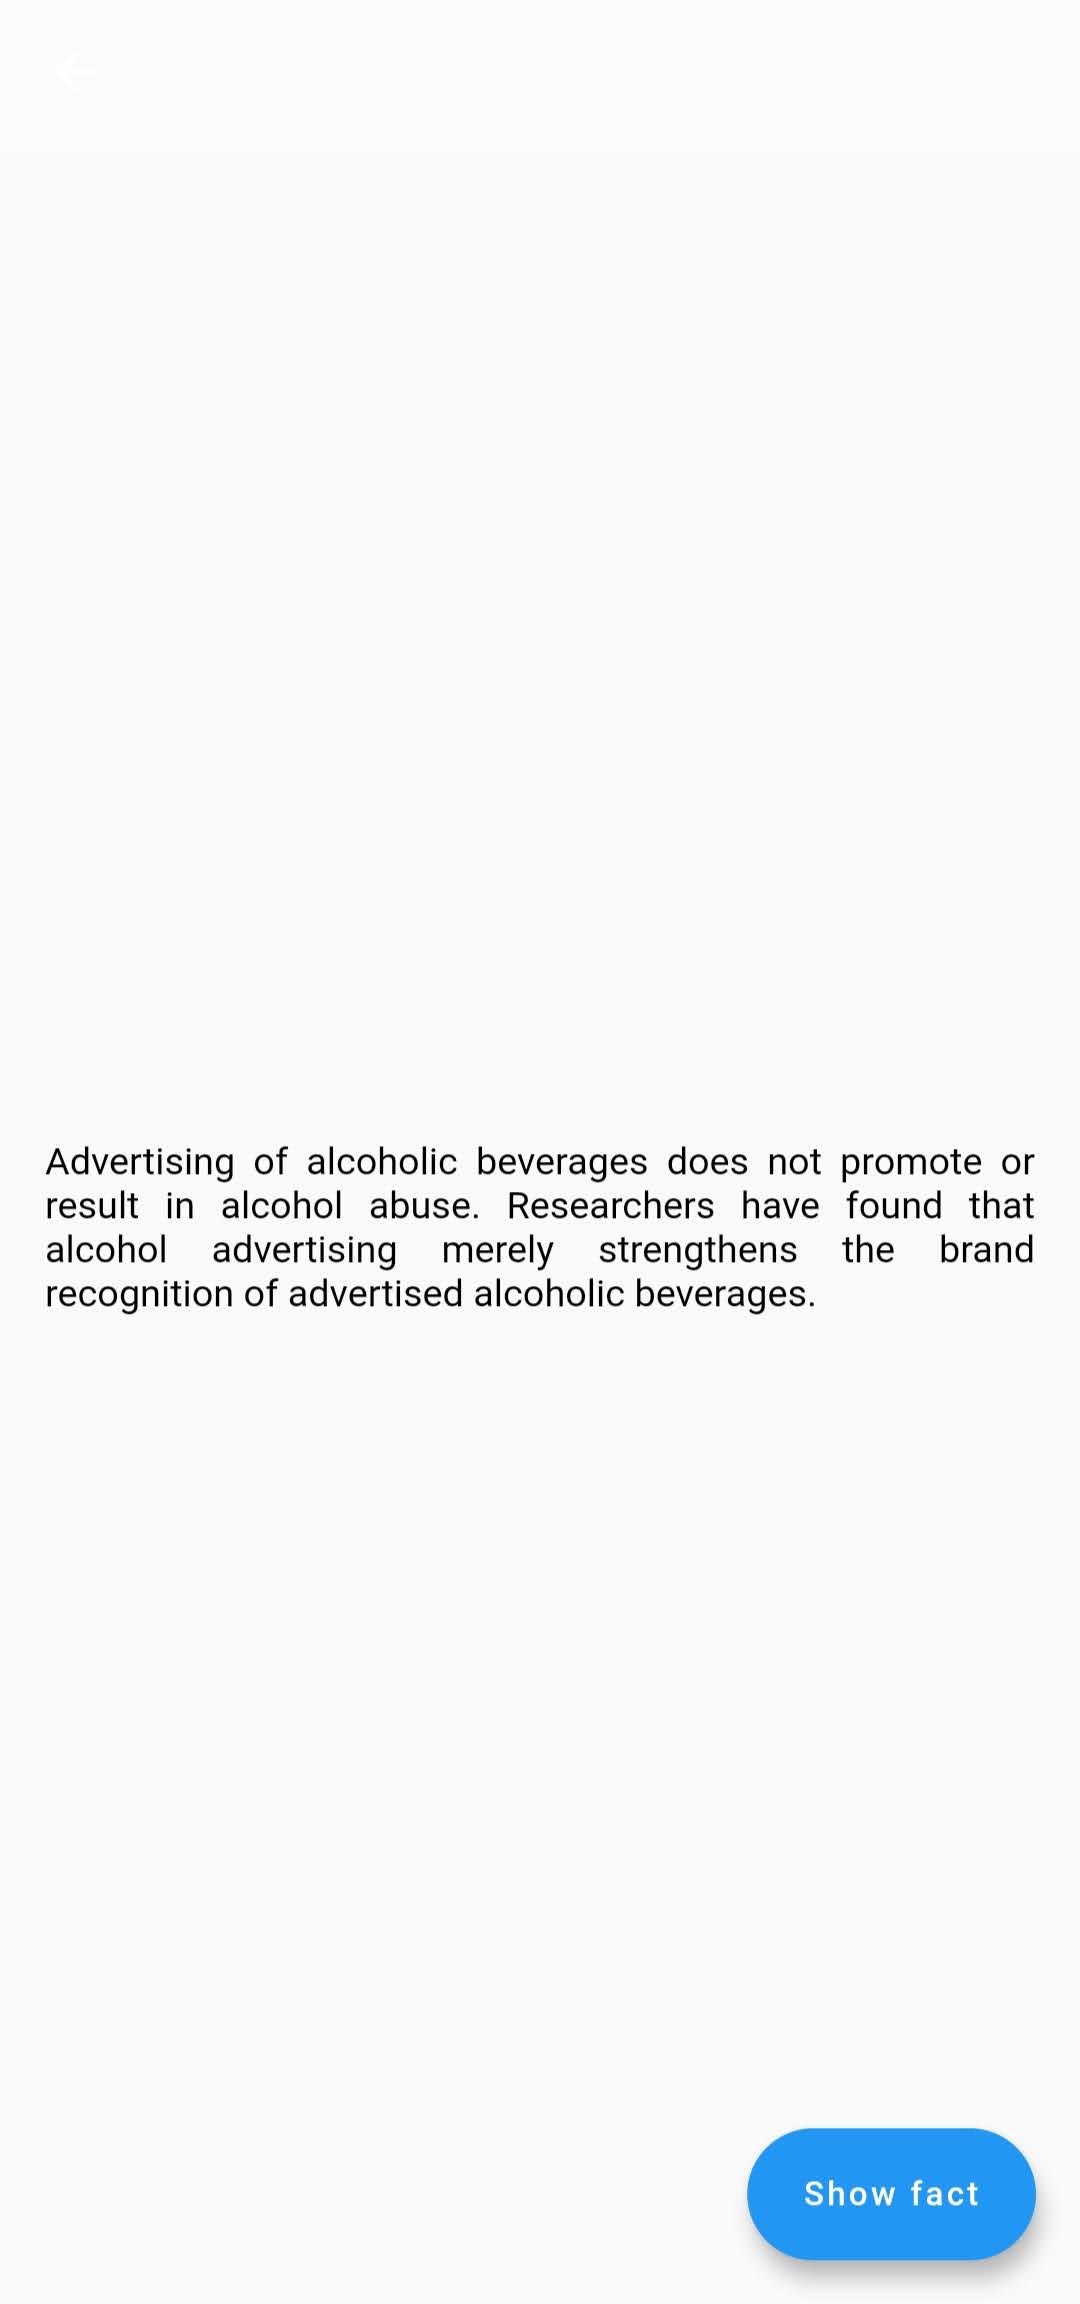 Advertising of alcoholic beverages does not promote or
result in alcohol abuse. Researchers have found that
alcohol advertising merely strengthens the brand
recognition of advertised alcoholic beverages.
Show fact